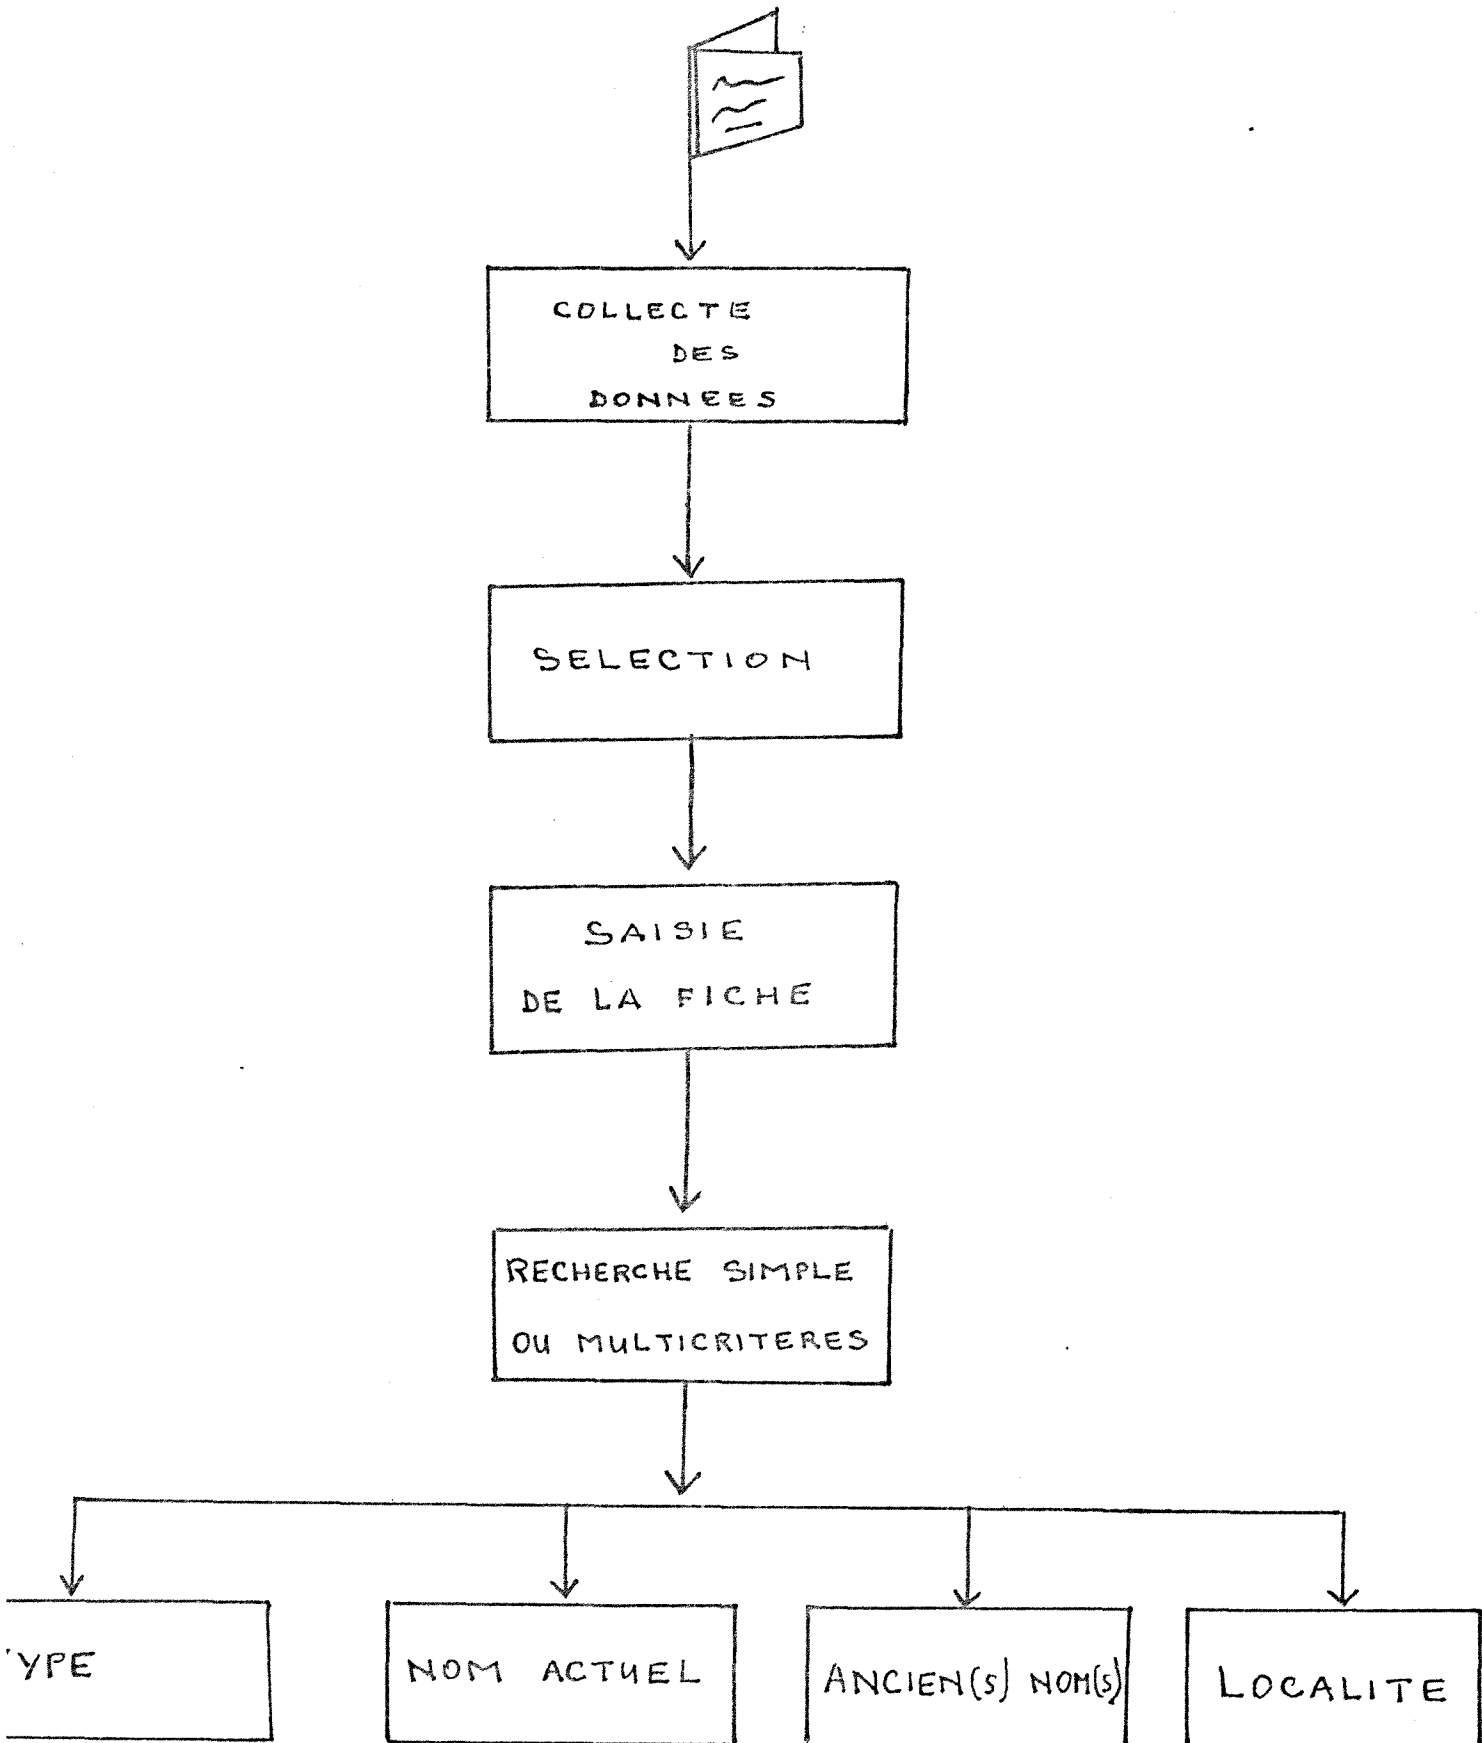 COLLECTE
DES
DONNEES
SELECTION
SAISIE
DE LA FICHE
RECHERCHE SIMPLE
OU MULTICRITERES
YPE
NOM ACTUEL
ANCIEN(S) NOM(S)
LOCALITE